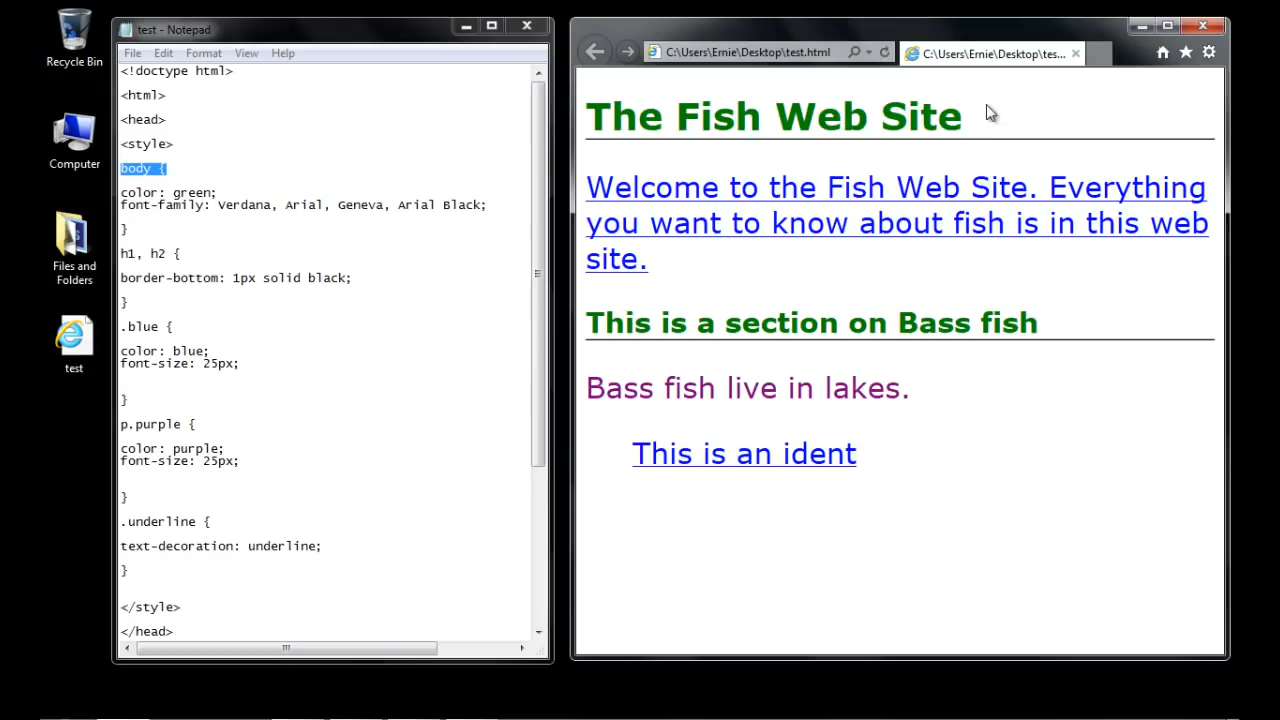 Recycle Bin
Computer
Files and
Folders
test
test - Notepad
File Edit Format View Help
<!doctype html>
<html>
<head>
<style>
body {
color: green;
font-family: Verdana, Arial, Geneva, Arial Black;
}
h1, h2 {
border-bottom: 1px solid black;
}
.blue {
color: blue;
font-size: 25px;
}
p.purple {
color: purple;
font-size: 25px;
}
.underline {
text-decoration: underline;
}
</style>
</head>
C:\Users\Ernie\Desktop\test.html
C:\Users\Ernie\Desktop\tes...
The Fish Web Site
Welcome to the Fish Web Site. Everything
you want to know about fish is in this web
site.
This is a section on Bass fish
Bass fish live in lakes.
This is an ident